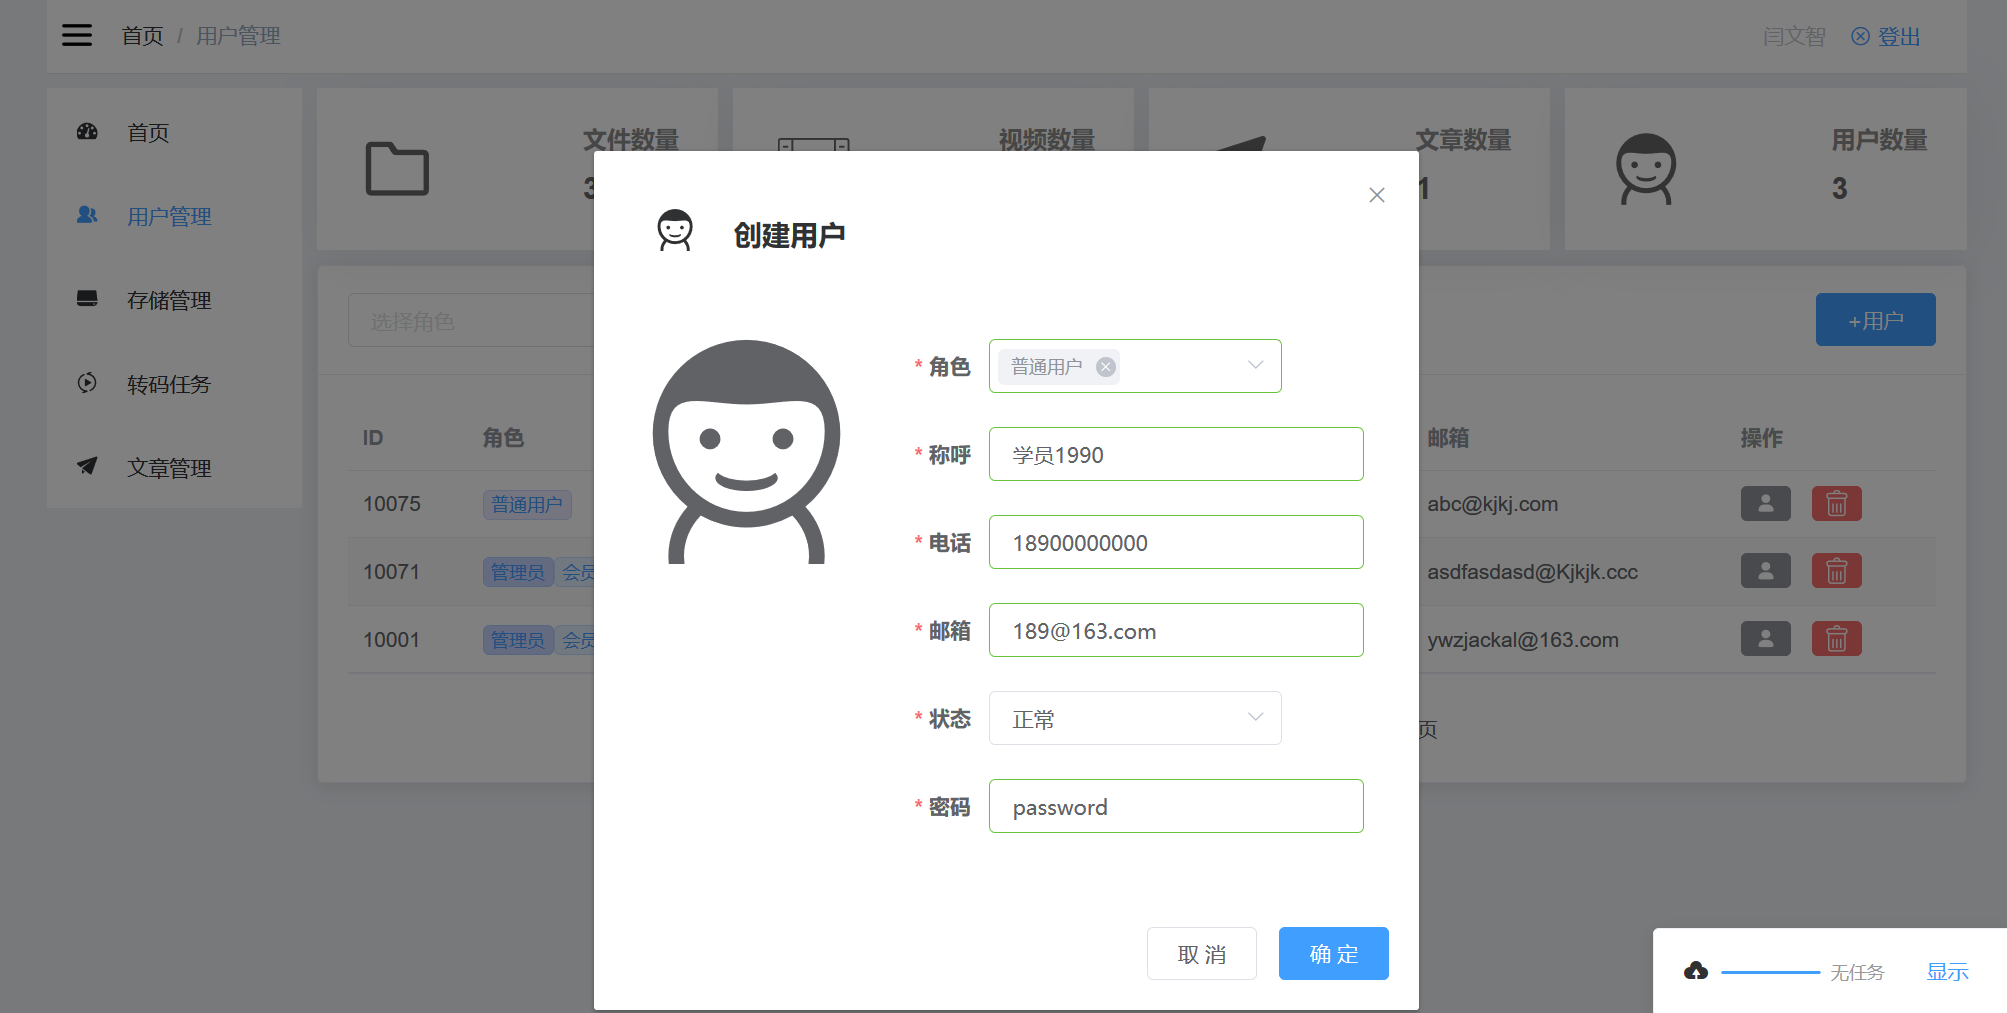 首页 / 用户管理
闫文智 登出
首页
用户管理
存储管理
转码任务
文章管理
文件数量
3
视频数量
文章数量
1
用户数量
3
选择角色
+用户
ID 角色 邮箱 操作
10075 普通用户 abc@kjkj.com
10071 管理员 会员 asdfasdasd@Kjkjk.ccc
10001 管理员 会员 ywzjackal@163.com
页
创建用户
* 角色 普通用户
* 称呼 学员1990
* 电话 18900000000
* 邮箱 189@163.com
* 状态 正常
* 密码 password
取 消
确 定
无任务 显示